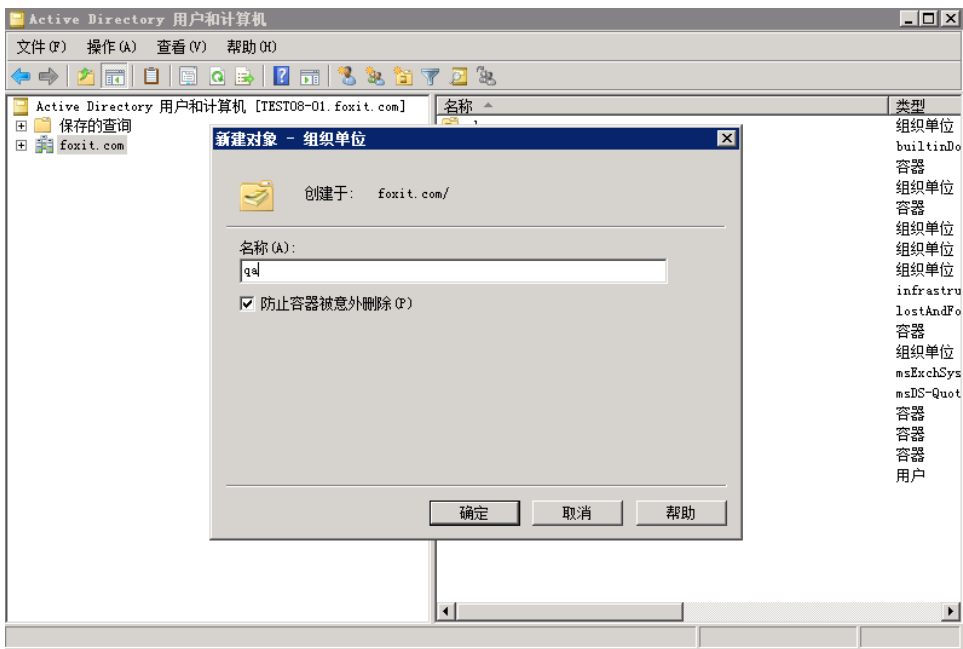 Active Directory 用户和计算机
文件(F) 操作(A) 查看(V) 帮助(H)
Active Directory 用户和计算机 [TEST08-01.foxit.com]
保存的查询
foxit.com
名称
类型
组织单位
builtinDo
容器
组织单位
容器
组织单位
组织单位
组织单位
infrastru
lostAndFo
容器
组织单位
msExchSys
msDS-Quot
容器
容器
容器
用户
新建对象 - 组织单位
创建于: foxit.com/
名称(A):
qa
防止容器被意外删除(P)
确定
取消
帮助